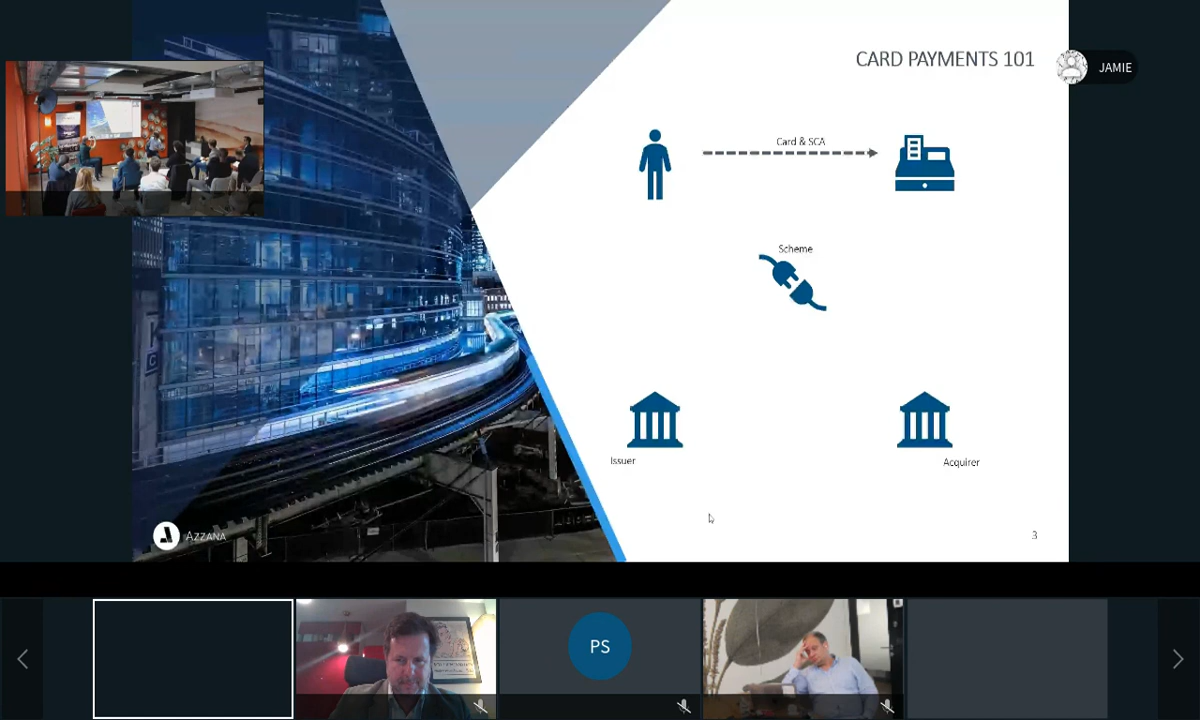 CARD PAYMENTS 101
JAMIE
Card & SCA
Scheme
Issuer
Acquirer
AZZANA
3
PS